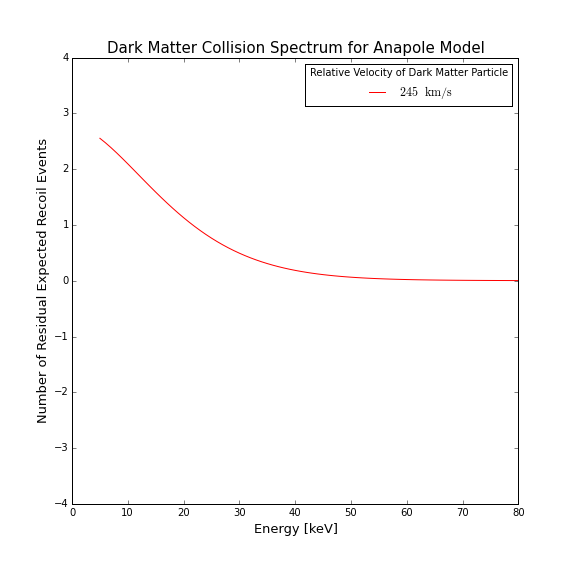 Dark Matter Collision Spectrum for Anapole Model
Relative Velocity of Dark Matter Particle
245 km/s
Number of Residual Expected Recoil Events
4
3
2
1
0
−1
−2
−3
−4
0 10 20 30 40 50 60 70 80
Energy [keV]